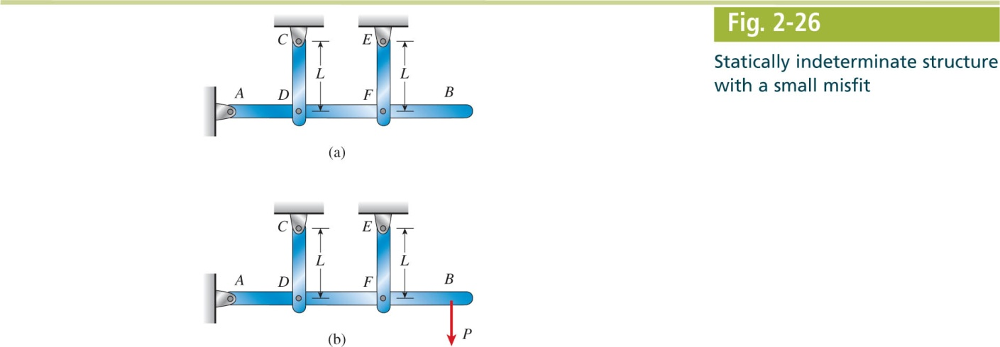 Fig. 2-26
Statically indeterminate structure
with a small misfit
C
E
L
L
A
D
F
B
(a)
C
E
L
L
A
D
F
B
P
(b)